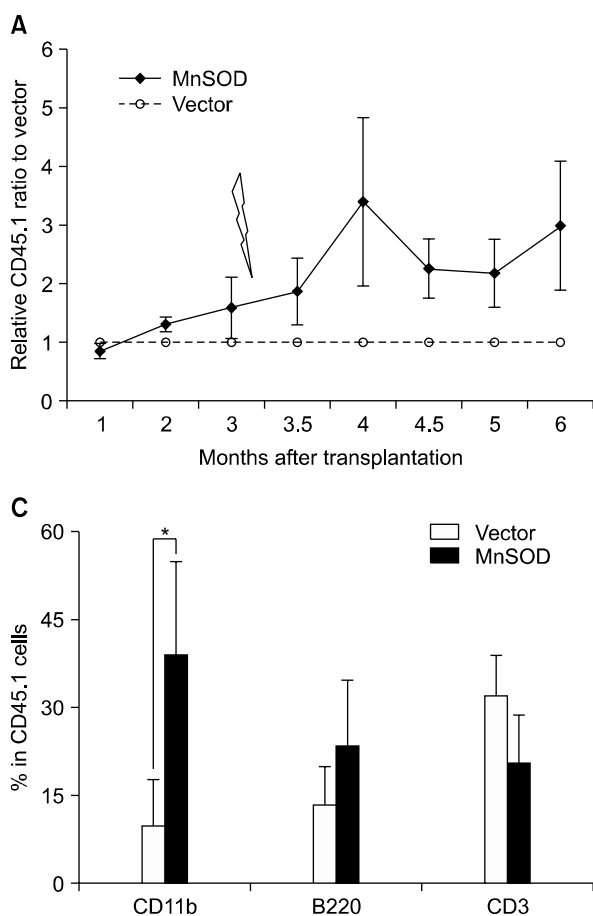 A
Relative CD45.1 ratio to vector
6
5
4
3
2
1
0
MnSOD
Vector
1 2 3 3.5 4 4.5 5 6
Months after transplantation
C
% in CD45.1 cells
60
45
30
15
0
*
Vector
MnSOD
CD11b B220 CD3